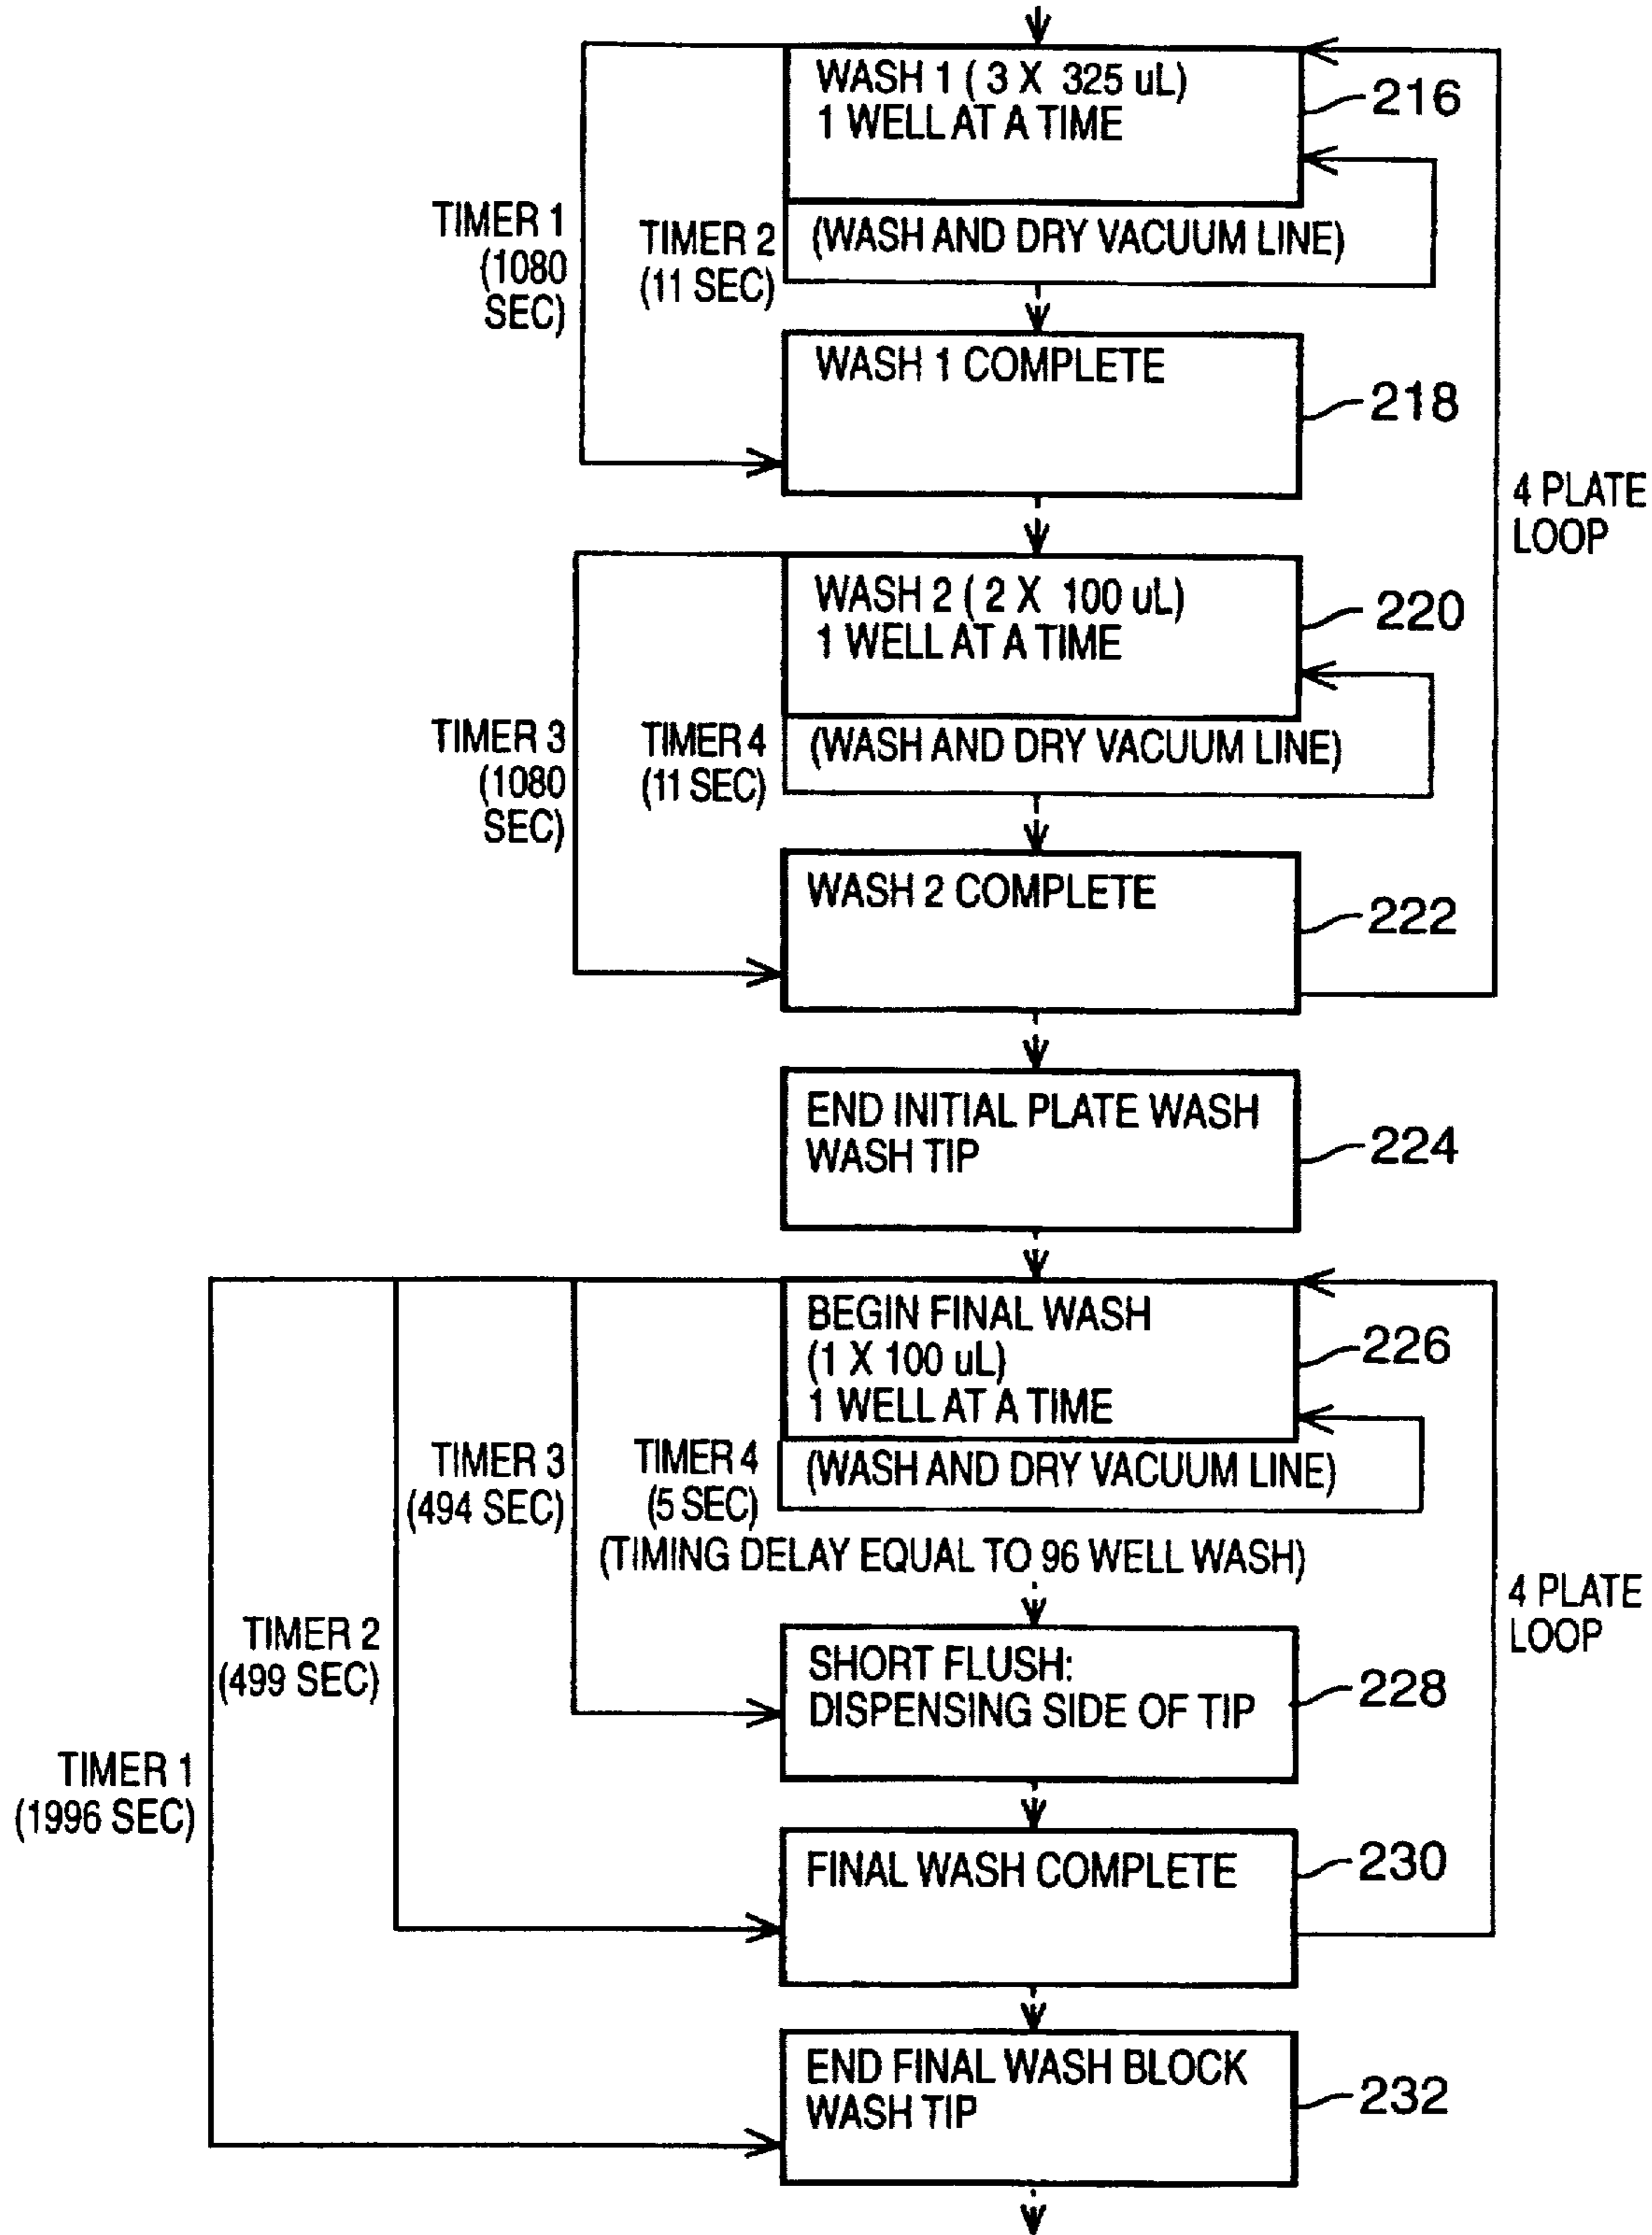 WASH 1 ( 3 X 325 uL)
1 WELL AT A TIME
216
TIMER 1
(1080
SEC)
TIMER 2
(11 SEC)
(WASH AND DRY VACUUM LINE)
WASH 1 COMPLETE
218
4 PLATE
LOOP
WASH 2 ( 2 X 100 uL)
1 WELL AT A TIME
220
TIMER 3
(1080
SEC)
TIMER 4
(11 SEC)
(WASH AND DRY VACUUM LINE)
WASH 2 COMPLETE
222
END INITIAL PLATE WASH
WASH TIP
224
BEGIN FINAL WASH
(1 X 100 uL)
1 WELL AT A TIME
226
TIMER 3
(494 SEC)
TIMER 4
(5 SEC)
(WASH AND DRY VACUUM LINE)
(TIMING DELAY EQUAL TO 96 WELL WASH)
4 PLATE
LOOP
TIMER 2
(499 SEC)
SHORT FLUSH:
DISPENSING SIDE OF TIP
228
TIMER 1
(1996 SEC)
FINAL WASH COMPLETE
230
END FINAL WASH BLOCK
WASH TIP
232